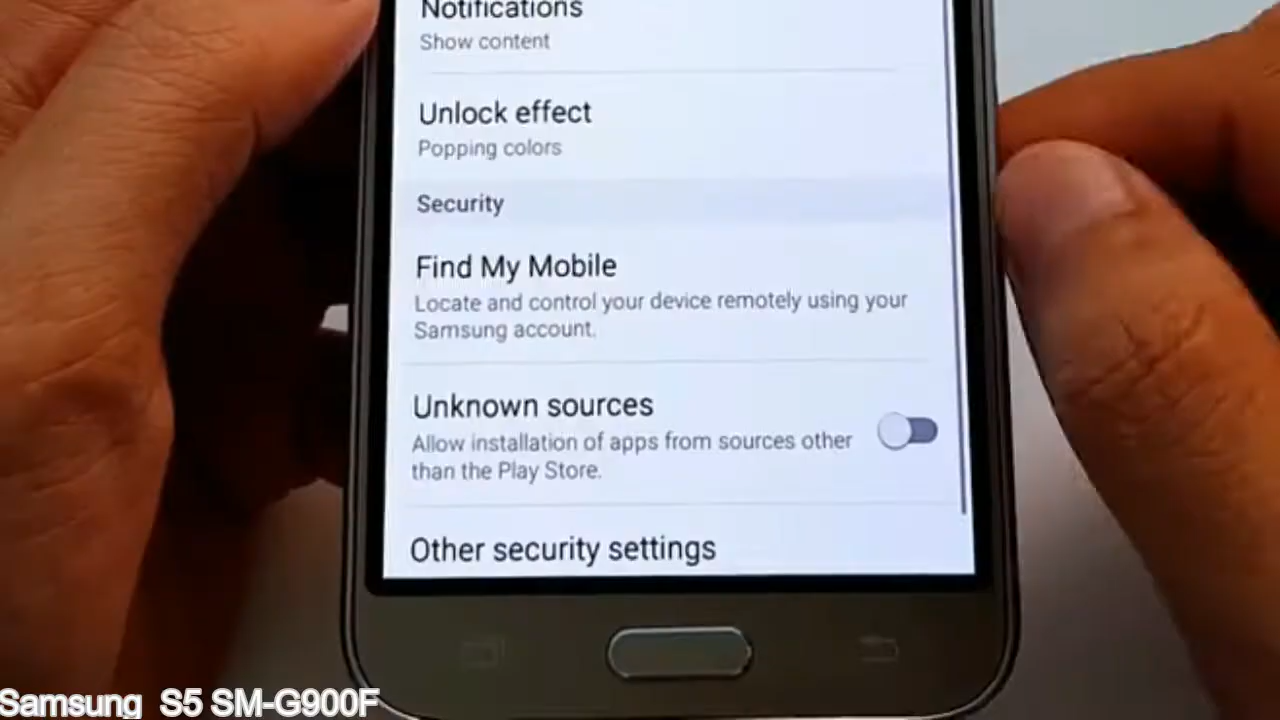 Notifications
Show content
Unlock effect
Popping colors
Security
Find My Mobile
Locate and control your device remotely using your
Samsung account.
Unknown sources
Allow installation of apps from sources other
than the Play Store.
Other security settings
Samsung S5 SM-G900F